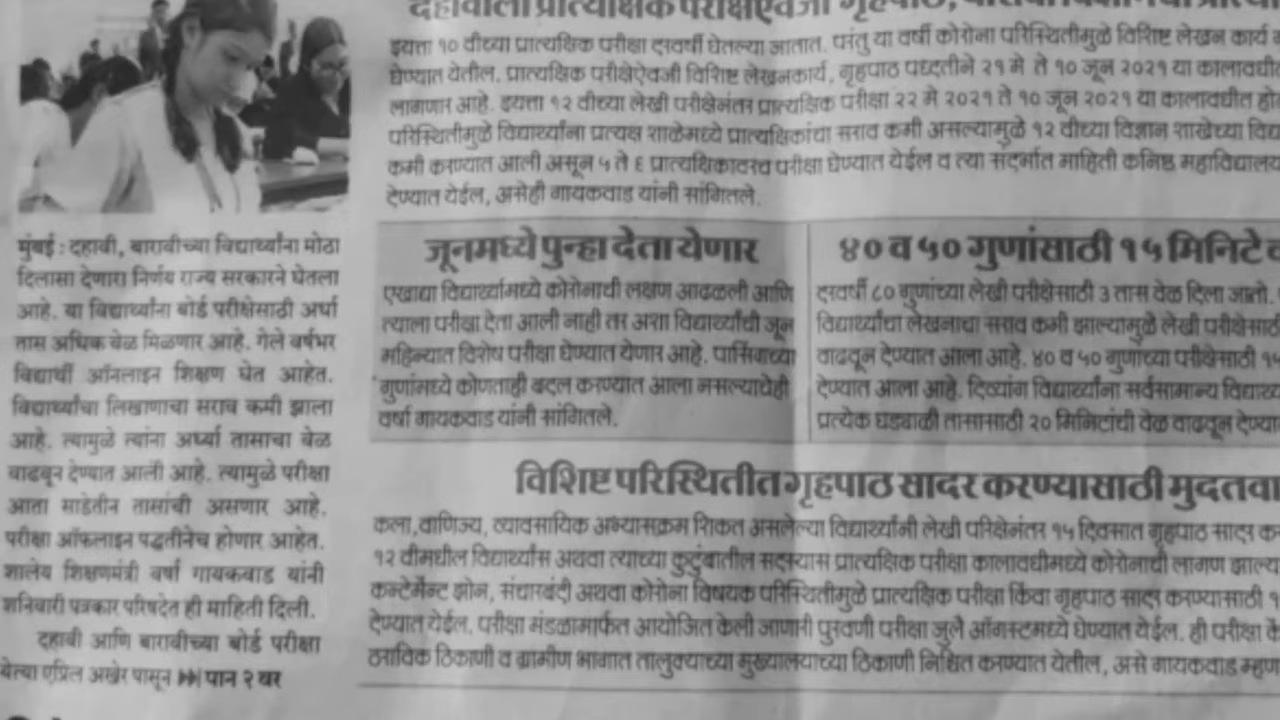 दहावीला प्रात्यक्षिक परीक्षेऐवजी गृहपाठ,
इयत्ता १० वीच्या प्रात्यक्षिक परीक्षा दरवर्षी घेतल्या जातात. परंतु या वर्षी कोरोना परिस्थितीमुळे विशिष्ट लेखन कार्य
घेण्यात येतील. प्रात्यक्षिक परीक्षेऐवजी विशिष्ट लेखनकार्य, गृहपाठ पध्दतीने २१ मे ते १० जून २०२१ या कालावधीत
लागणार आहे. इयत्ता १२ वीच्या लेखी परीक्षेनंतर प्रात्यक्षिक परीक्षा २२ मे २०२१ ते १० जून २०२१ या कालावधीत
परिस्थितीमुळे विद्यार्थ्यांना प्रत्यक्ष शाळेमध्ये प्रात्यक्षिकांचा सराव कमी असल्यामुळे १२ वीच्या विज्ञान शाखेच्या
कमी करण्यात आली असून ५ ते ६ प्रात्यक्षिकावरच परीक्षा घेण्यात येईल व त्या संदर्भात माहिती कनिष्ठ महाविद्यालय
देण्यात येईल, असेही गायकवाड यांनी सांगितले.
मुंबई : दहावी, बारावीच्या विद्यार्थ्यांना मोठा
दिलासा देणारा निर्णय राज्य सरकारने घेतला
आहे. या विद्यार्थ्यांना बोर्ड परीक्षेसाठी अर्धा
तास अधिक वेळ मिळणार आहे. गेले वर्षभर
विद्यार्थी ऑनलाइन शिक्षण घेत आहेत.
विद्यार्थ्यांचा लिखाणाचा सराव कमी झाला
आहे. त्यामुळे त्यांना अर्ध्या तासाचा वेळ
वाढवून देण्यात आली आहे. त्यामुळे परीक्षा
आता साडेतीन तासांची असणार आहे.
परीक्षा ऑफलाइन पद्धतीनेच होणार आहेत.
शालेय शिक्षणमंत्री वर्षा गायकवाड यांनी
शनिवारी पत्रकार परिषदेत ही माहिती दिली.
दहावी आणि बारावीच्या बोर्ड परीक्षा
येत्या एप्रिल अखेर पासून ▸▸| पान २ वर
जूनमध्ये पुन्हा देता येणार
एखाद्या विद्यार्थ्यामध्ये कोरोनाची लक्षण आढळली आणि
त्याला परीक्षा देता आली नाही तर अशा विद्यार्थ्यांची जून
महिन्यात विशेष परीक्षा घेण्यात येणार आहे. पासिंगच्या
गुणांमध्ये कोणताही बदल करण्यात आला नसल्याचेही
वर्षा गायकवाड यांनी सांगितले.
४० व ५० गुणांसाठी १५ मिनिटे
दरवर्षी ८० गुणांच्या लेखी परीक्षेसाठी ३ तास वेळ दिला जातो.
विद्यार्थ्यांचा लेखनाचा सराव कमी झाल्यामुळे लेखी परीक्षेसाठी
वाढवून देण्यात आला आहे. ४० व ५० गुणांच्या परीक्षेसाठी १५
देण्यात आला आहे. दिव्यांग विद्यार्थ्यांना सर्वसामान्य
प्रत्येक घड्याळी तासासाठी २० मिनिटांची वेळ वाढवून
विशिष्ट परिस्थितीत गृहपाठ सादर करण्यासाठी मुदतवा
कला,वाणिज्य, व्यावसायिक अभ्यासक्रम शिकत असलेल्या विद्यार्थ्यांनी लेखी परिक्षेनंतर १५ दिवसात गृहपाठ सादर
१२ वीमधील विद्यार्थ्यांस अथवा त्याच्या कुटुंबातील सदस्यास प्रात्यक्षिक परीक्षा कालावधीमध्ये कोरोनाची लागण
कन्टेंमेन्ट झोन, संचारबंदी अथवा कोरोना विषयक परिस्थितीमुळे प्रात्यक्षिक परीक्षा किंवा गृहपाठ सादर करण्यासाठी
देण्यात येईल. परीक्षा मंडळामार्फत आयोजित केली जाणारी पुरवणी परीक्षा जुलै ऑगस्टमध्ये घेण्यात येईल. ही परीक्षा
ठराविक ठिकाणी व ग्रामीण भागात तालुक्याच्या मुख्यालयाच्या ठिकाणी निश्चित करण्यात येतील, असे गायकवाड